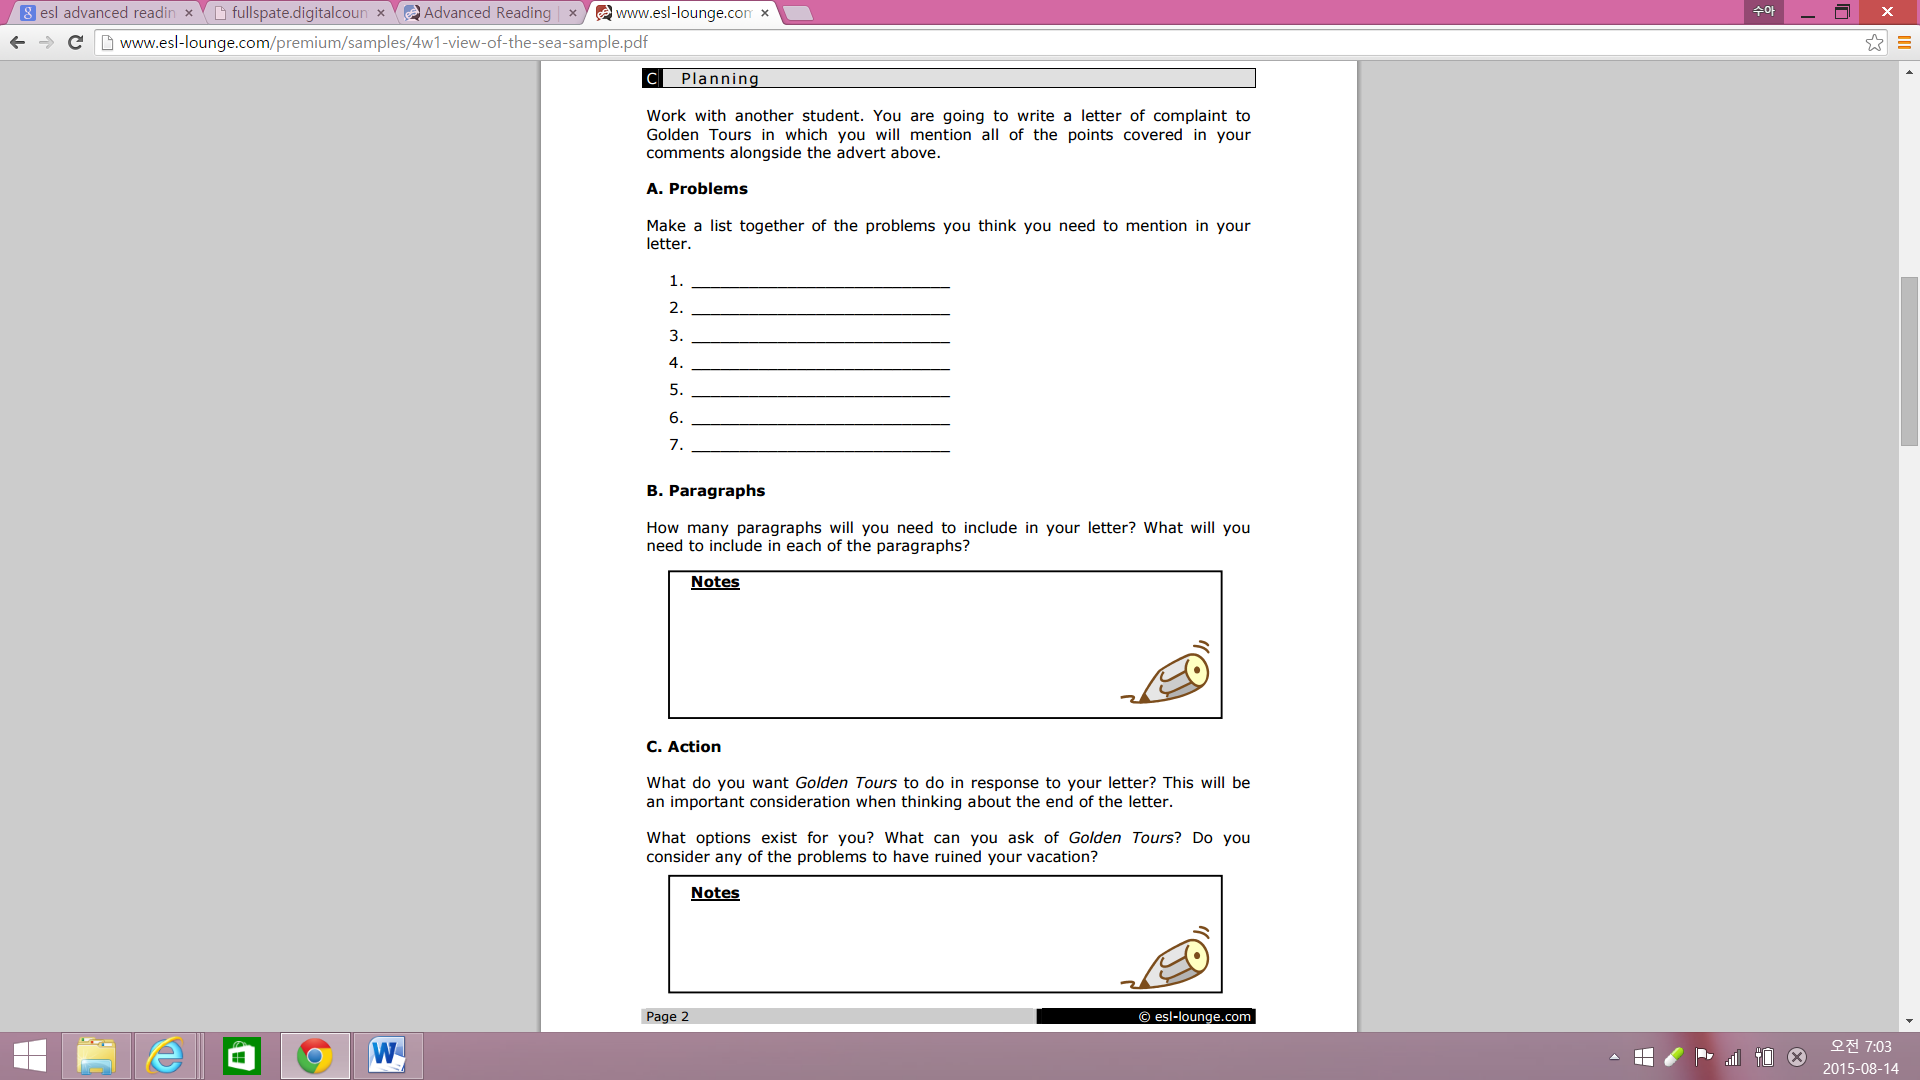 esl advanced readin
fullspate.digitalcoun
Advanced Reading
www.esl-lounge.com
수아
www.esl-lounge.com/premium/samples/4w1-view-of-the-sea-sample.pdf
C Planning
Work with another student. You are going to write a letter of complaint to
Golden Tours in which you will mention all of the points covered in your
comments alongside the advert above.
A. Problems
Make a list together of the problems you think you need to mention in your
letter.
1. ___________________________
2. ___________________________
3. ___________________________
4. ___________________________
5. ___________________________
6. ___________________________
7. ___________________________
B. Paragraphs
How many paragraphs will you need to include in your letter? What will you
need to include in each of the paragraphs?
Notes
C. Action
What do you want Golden Tours to do in response to your letter? This will be
an important consideration when thinking about the end of the letter.
What options exist for you? What can you ask of Golden Tours? Do you
consider any of the problems to have ruined your vacation?
Notes
Page 2
© esl-lounge.com
오전 7:03
2015-08-14